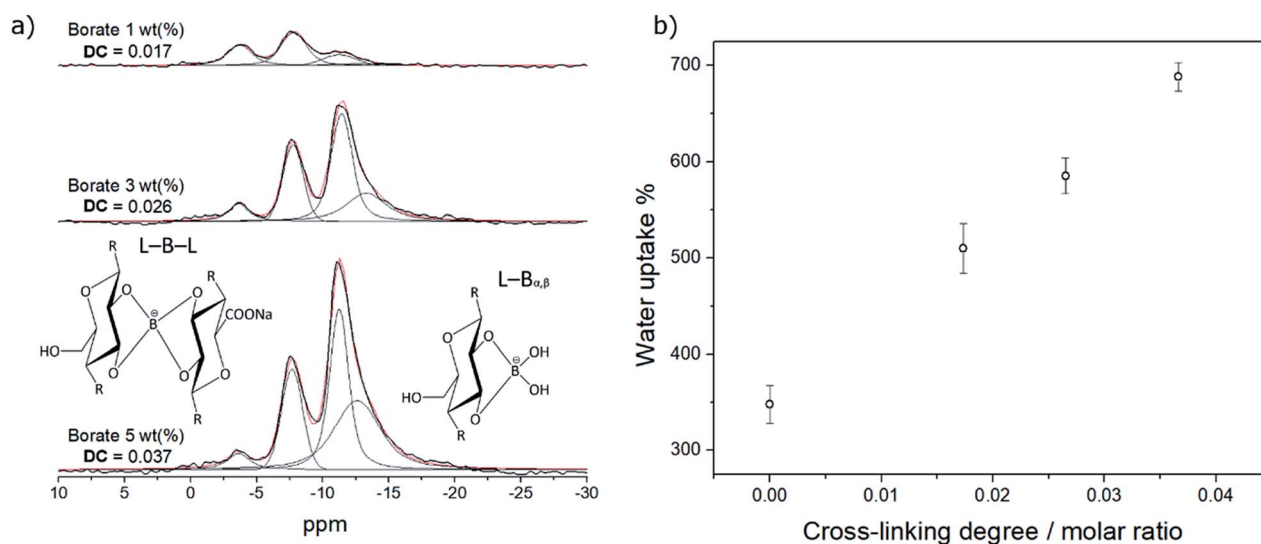 a)
Borate 1 wt(%)
DC = 0.017
Borate 3 wt(%)
DC = 0.026
L–B–L
R
O
O
O
B
⊖
R
COONa
HO
R
O
O
O
R
L–Bα,β
R
O
O
B
⊖
OH
OH
HO
R
O
Borate 5 wt(%)
DC = 0.037
10 5 0 -5 -10 -15 -20 -25 -30
ppm
b)
Water uptake %
700
600
500
400
300
0.00 0.01 0.02 0.03 0.04
Cross-linking degree / molar ratio